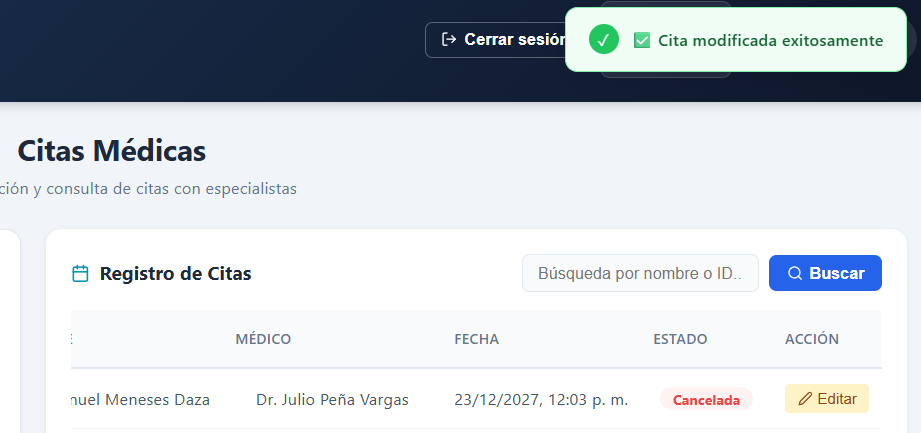 Cerrar sesión
Cita modificada exitosamente
Citas Médicas
ción y consulta de citas con especialistas
Registro de Citas
Búsqueda por nombre o ID..
Buscar
MÉDICO FECHA ESTADO ACCIÓN
nuel Meneses Daza Dr. Julio Peña Vargas 23/12/2027, 12:03 p. m. Cancelada Editar